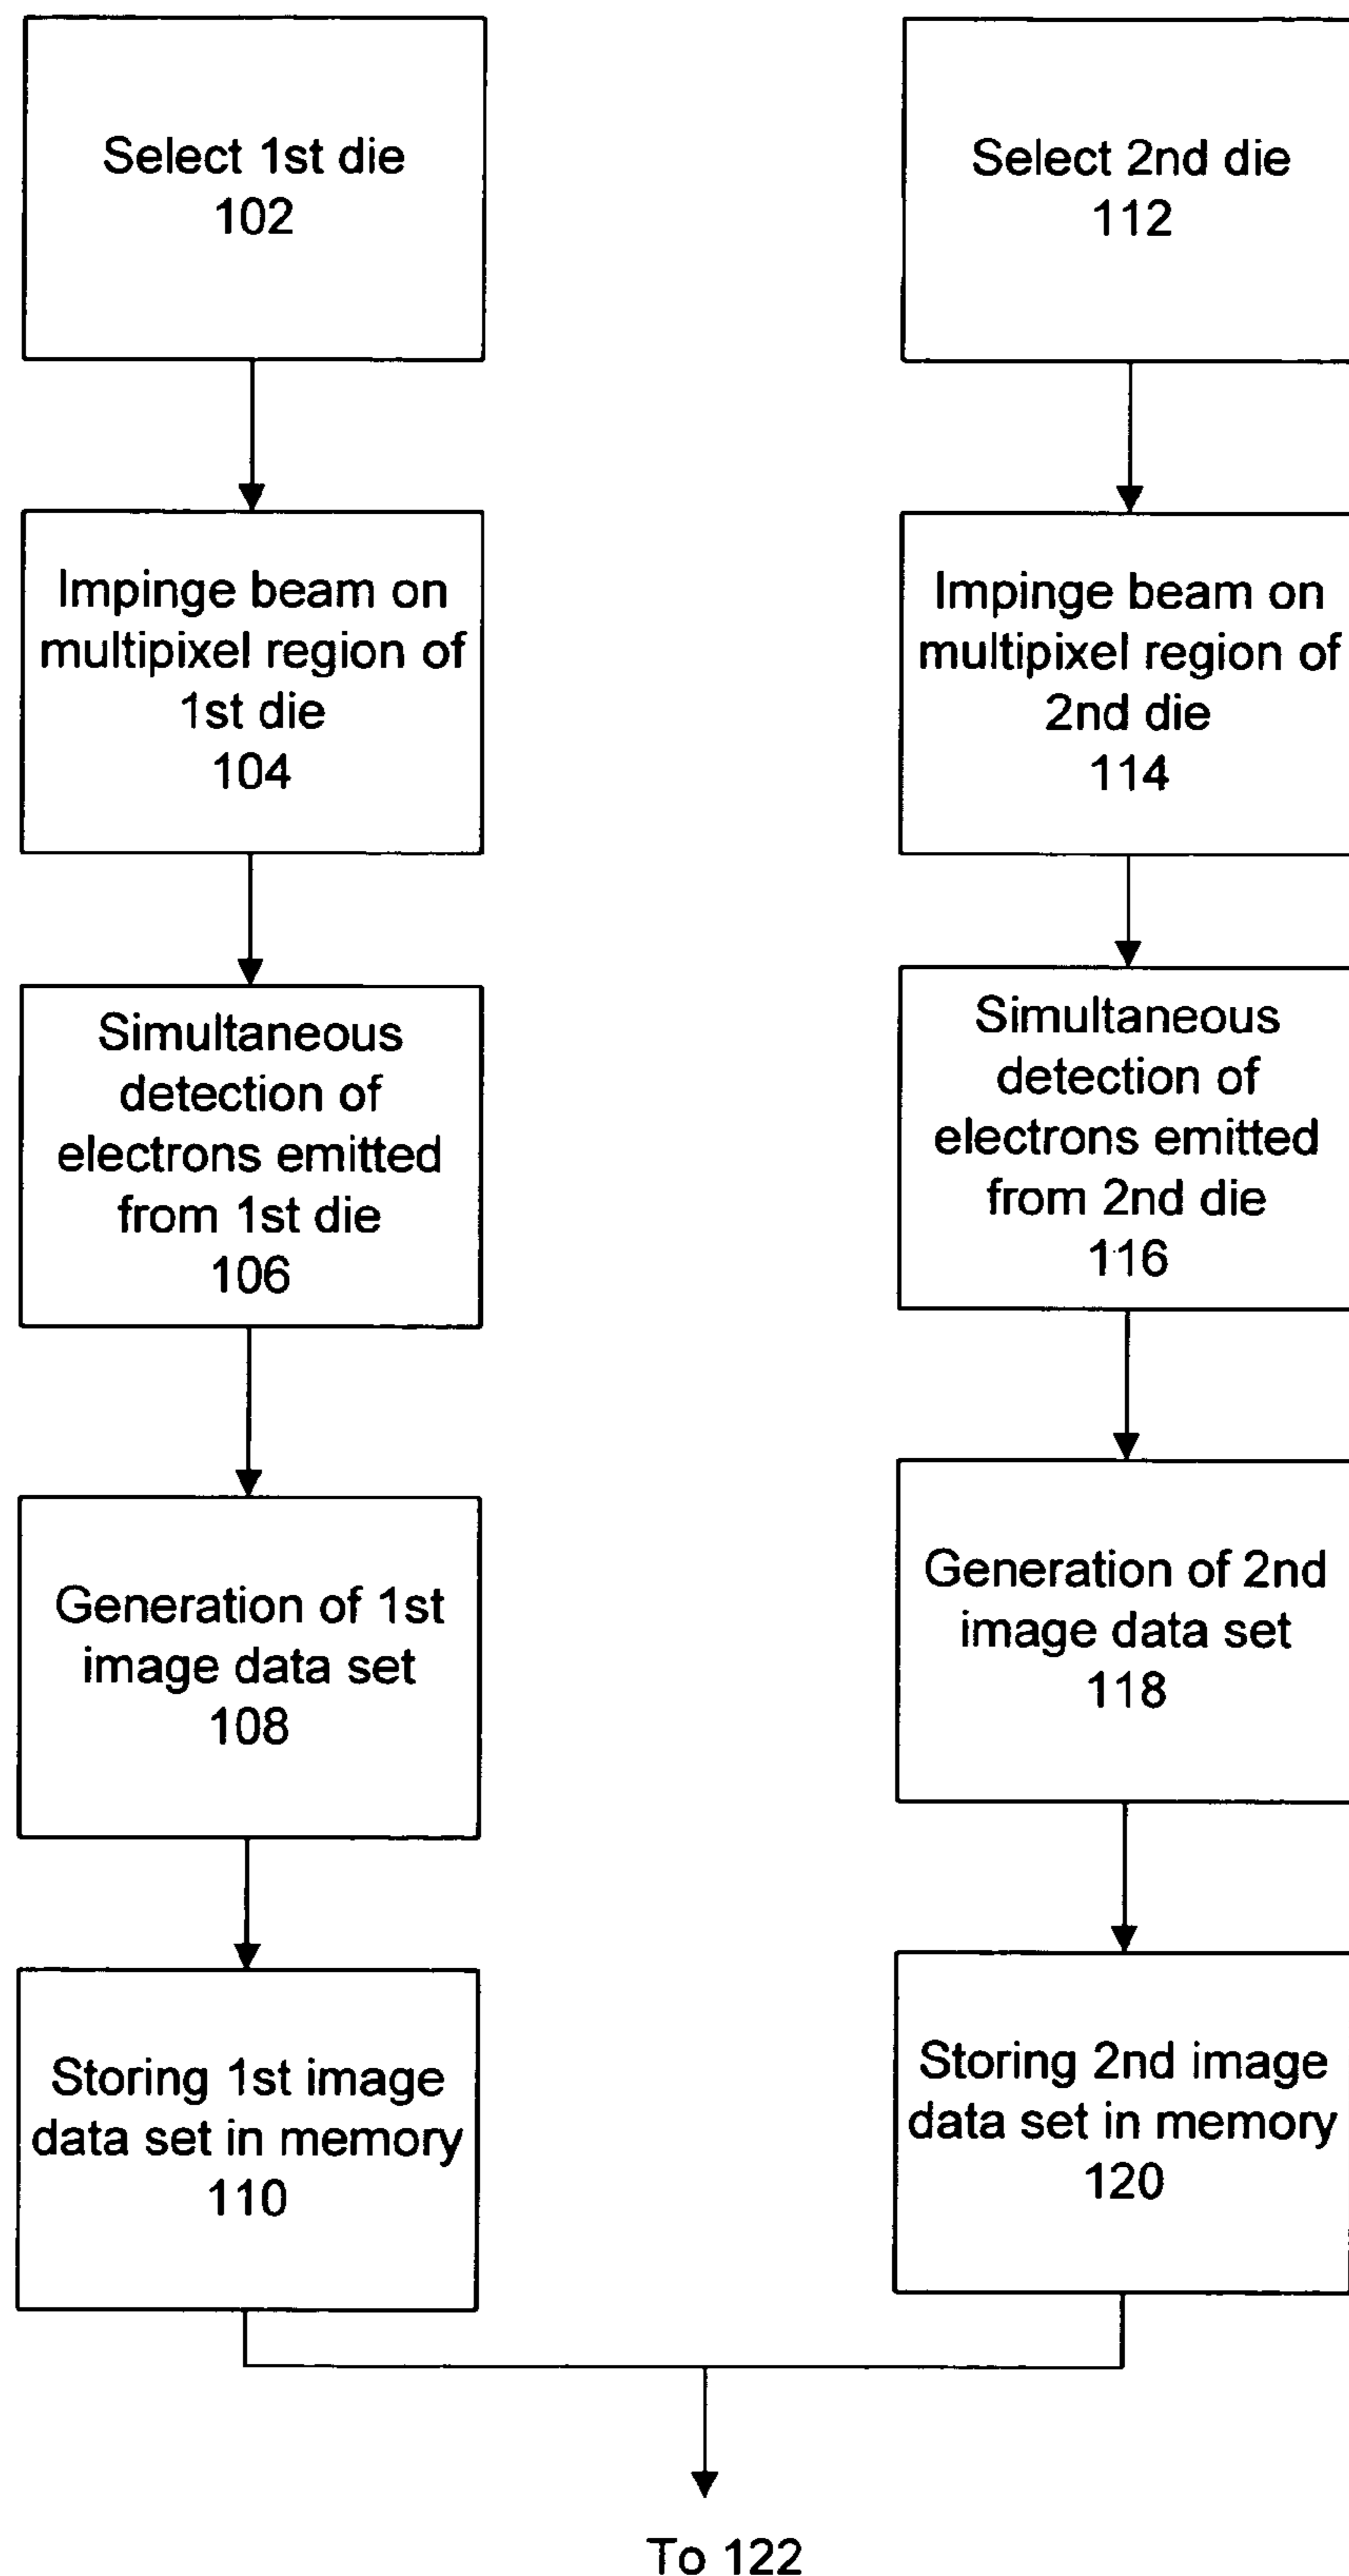 Select 1st die
102
Impinge beam on
multipixel region of
1st die
104
Simultaneous
detection of
electrons emitted
from 1st die
106
Generation of 1st
image data set
108
Storing 1st image
data set in memory
110
Select 2nd die
112
Impinge beam on
multipixel region of
2nd die
114
Simultaneous
detection of
electrons emitted
from 2nd die
116
Generation of 2nd
image data set
118
Storing 2nd image
data set in memory
120
To 122